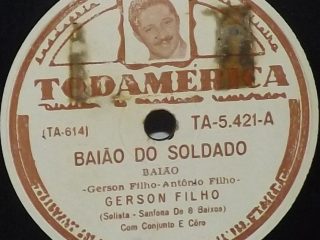 TODAMÉRICA
(TA-614)
TA-5.421-A
BAIÃO DO SOLDADO
BAIÃO
-Gerson Filho-Antônio Filho-
GERSON FILHO
(Solista - Sanfona De 8 Baixos)
Com Conjunto E Côro